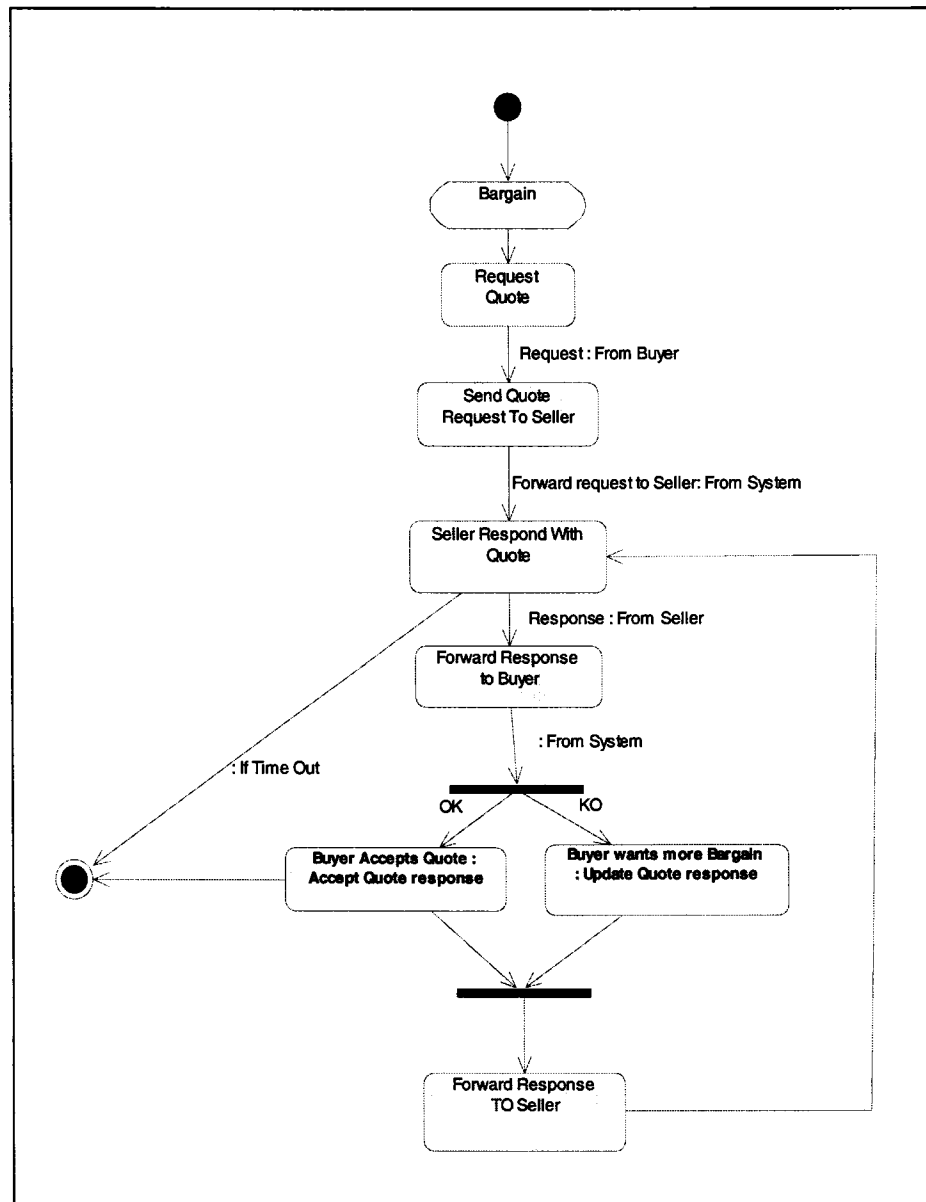 Bargain
Request
Quote
Request : From Buyer
Send Quote
Request To Seller
Forward request to Seller: From System
Seller Respond With
Quote
Response : From Seller
Forward Response
to Buyer
: From System
: If Time Out
OK
KO
Buyer Accepts Quote :
Accept Quote response
Buyer wants more Bargain
: Update Quote response
Forward Response
TO Seller